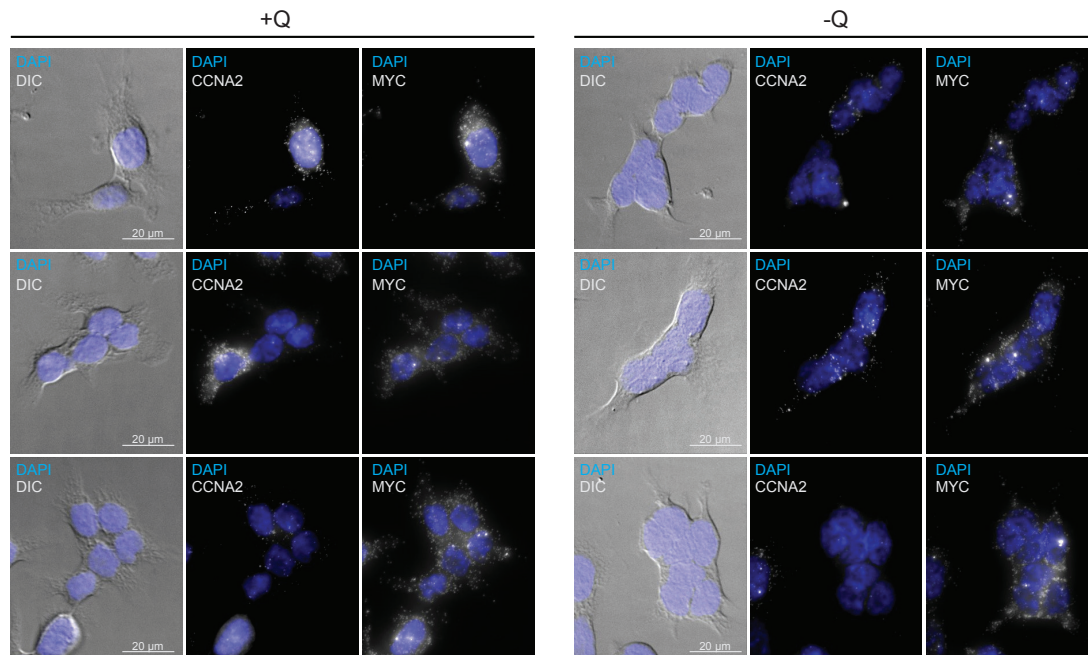 +Q
-Q
DAPI
DIC
DAPI
CCNA2
DAPI
MYC
DAPI
DIC
DAPI
CCNA2
DAPI
MYC
20 µm
20 µm
DAPI
DIC
DAPI
CCNA2
DAPI
MYC
DAPI
DIC
DAPI
CCNA2
DAPI
MYC
20 µm
20 µm
DAPI
DIC
DAPI
CCNA2
DAPI
MYC
DAPI
DIC
DAPI
CCNA2
DAPI
MYC
20 µm
20 µm